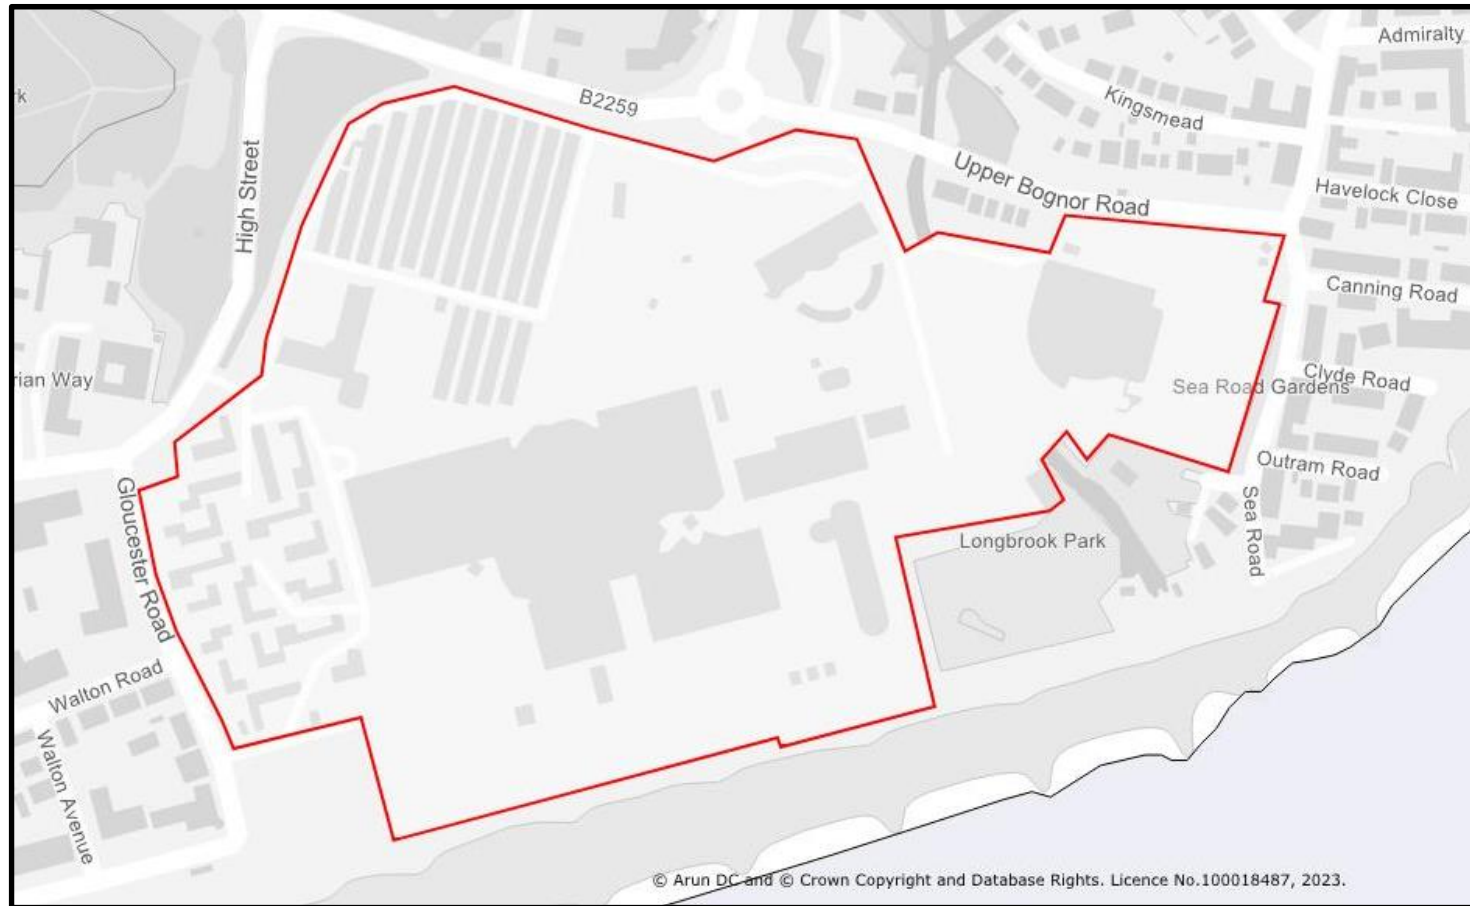 Admiralty
B2259
Kingsmead
rk
High Street
Upper Bognor Road
Havelock Close
Canning Road
rian Way
Clyde Road
Sea Road Gardens
Outram Road
Gloucester Road
Sea Road
Longbrook Park
Walton Road
Walton Avenue
© Arun DC and © Crown Copyright and Database Rights. Licence No.100018487, 2023.